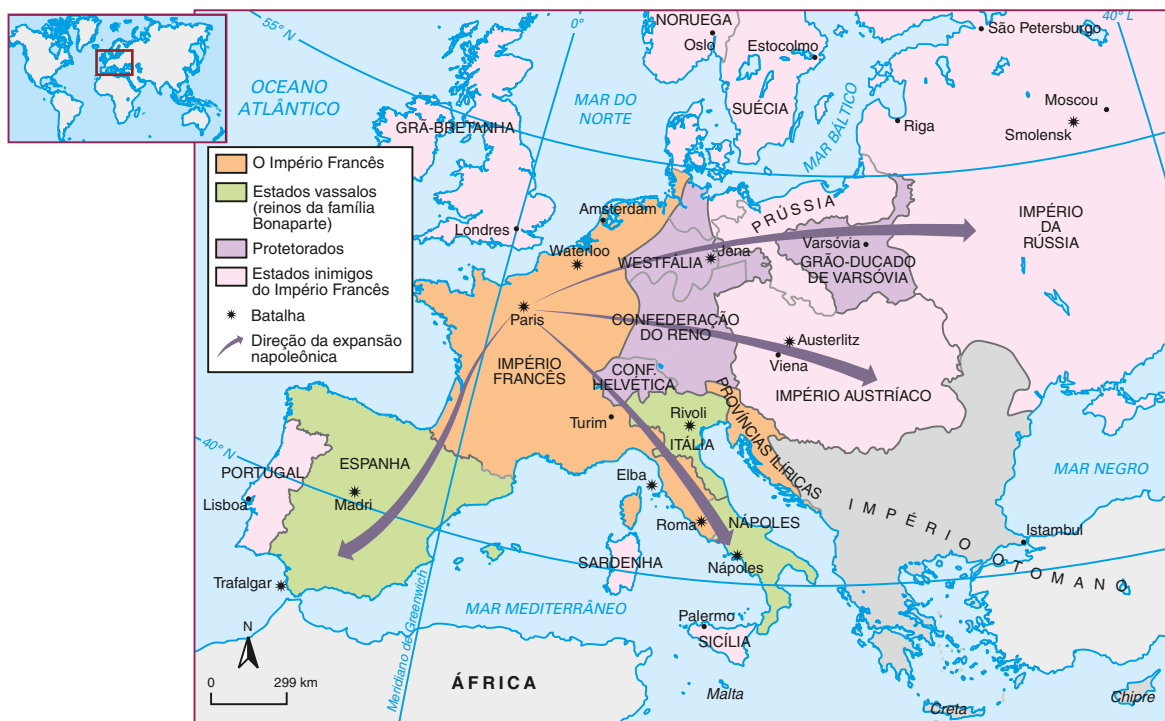 55° N
0°
40° L
NORUEGA
Oslo
Estocolmo
São Petersburgo
OCEANO
ATLÂNTICO
MAR DO
NORTE
SUÉCIA
MAR BÁLTICO
Riga
Moscou
Smolensk
GRÃ-BRETANHA
O Império Francês
Estados vassalos
(reinos da família
Bonaparte)
Protetorados
Estados inimigos
do Império Francês
Batalha
Direção da expansão
napoleônica
Londres
Amsterdam
Waterloo
PRÚSSIA
WESTFÁLIA
Jena
Varsóvia
GRÃO-DUCADO
DE VARSÓVIA
IMPÉRIO
DA
RÚSSIA
Paris
CONFEDERAÇÃO
DO RENO
IMPÉRIO
FRANCÊS
CONF.
HELVÉTICA
Austerlitz
Viena
IMPÉRIO AUSTRÍACO
Turim
Rivoli
ITÁLIA
PROVÍNCIAS ILÍRICAS
40° N
PORTUGAL
Lisboa
ESPANHA
Madri
Elba
Roma
NÁPOLES
Nápoles
MAR NEGRO
IMPÉRIO OTOMANO
Istambul
Trafalgar
SARDENHA
MAR MEDITERRÂNEO
Palermo
SICÍLIA
Meridiano de Greenwich
N
0
299 km
ÁFRICA
Malta
Creta
Chipre